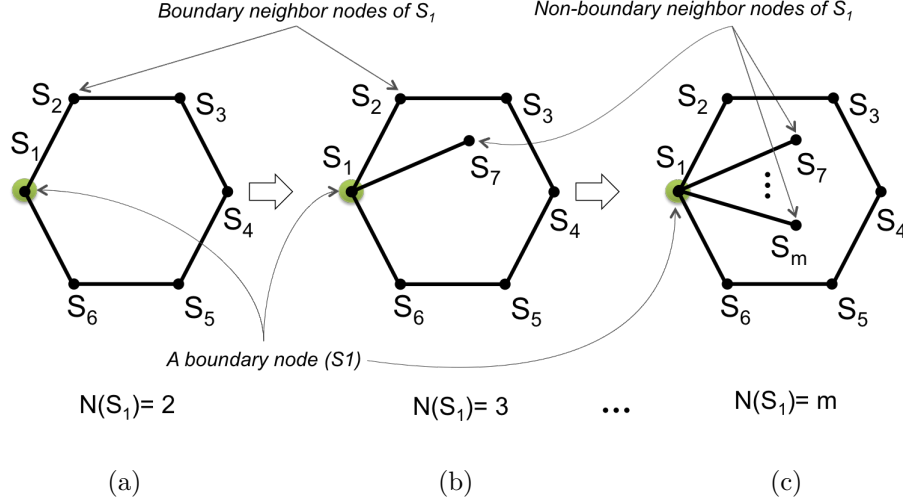 Boundary neighbor nodes of S₁
Non-boundary neighbor nodes of S₁
S₂ S₃
S₁
S₄
S₆ S₅
S₂ S₃
S₁ S₇
S₄
S₆ S₅
S₂ S₃
S₁ S₇
S₄
Sₘ
S₆ S₅
A boundary node (S1)
N(S₁)= 2
N(S₁)= 3
...
N(S₁)= m
(a)
(b)
(c)